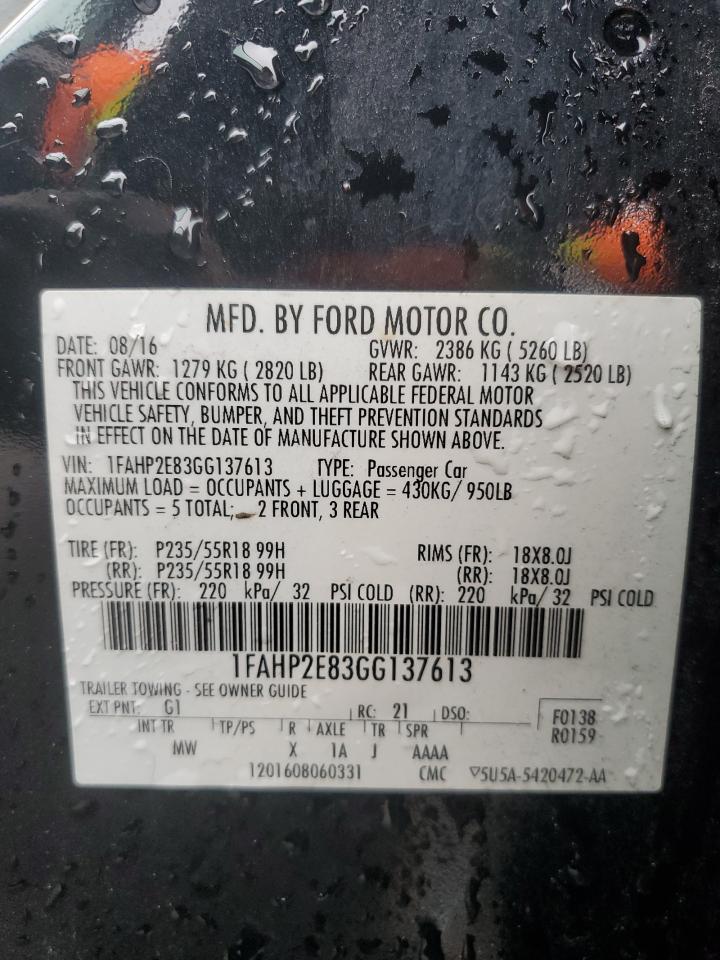 MFD. BY FORD MOTOR CO.
DATE: 08/16 GVWR: 2386 KG ( 5260 LB)
FRONT GAWR: 1279 KG ( 2820 LB) REAR GAWR: 1143 KG ( 2520 LB)
THIS VEHICLE CONFORMS TO ALL APPLICABLE FEDERAL MOTOR
VEHICLE SAFETY, BUMPER, AND THEFT PREVENTION STANDARDS
IN EFFECT ON THE DATE OF MANUFACTURE SHOWN ABOVE.
VIN: 1FAHP2E83GG137613 TYPE: Passenger Car
MAXIMUM LOAD = OCCUPANTS + LUGGAGE = 430KG/ 950LB
OCCUPANTS = 5 TOTAL; 2 FRONT, 3 REAR
TIRE (FR): P235/55R18 99H RIMS (FR): 18X8.0J
(RR): P235/55R18 99H (RR): 18X8.0J
PRESSURE (FR): 220 kPa/ 32 PSI COLD (RR): 220 kPa/ 32 PSI COLD
1FAHP2E83GG137613
TRAILER TOWING - SEE OWNER GUIDE
EXT PNT: G1 RC: 21 DSO: F0138
INT TR TP/PS R AXLE TR SPR R0159
MW X 1A J AAAA
1201608060331 CMC ▽5U5A-5420472-AA